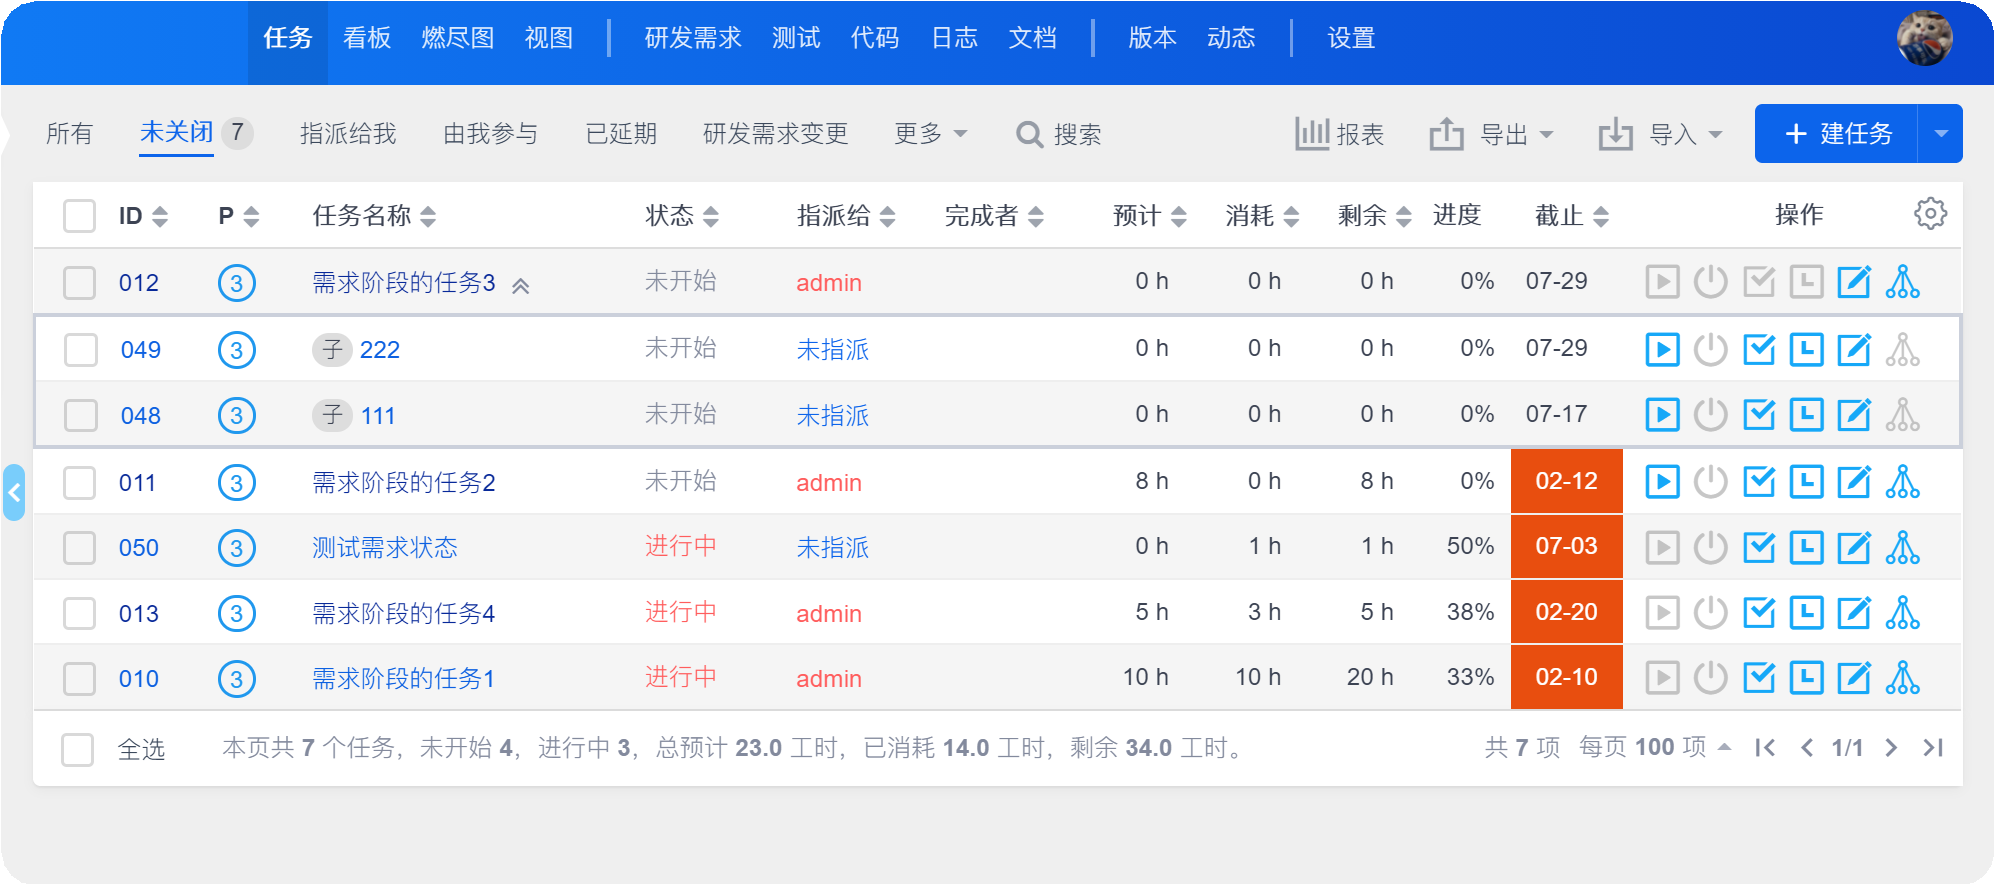 任务 看板 燃尽图 视图 研发需求 测试 代码 日志 文档 版本 动态 设置
所有 未关闭 7 指派给我 由我参与 已延期 研发需求变更 更多 搜索 报表 导出 导入 + 建任务
ID P 任务名称 状态 指派给 完成者 预计 消耗 剩余 进度 截止 操作
012 3 需求阶段的任务3 未开始 admin 0 h 0 h 0 h 0% 07-29
049 3 子 222 未开始 未指派 0 h 0 h 0 h 0% 07-29
048 3 子 111 未开始 未指派 0 h 0 h 0 h 0% 07-17
011 3 需求阶段的任务2 未开始 admin 8 h 0 h 8 h 0% 02-12
050 3 测试需求状态 进行中 未指派 0 h 1 h 1 h 50% 07-03
013 3 需求阶段的任务4 进行中 admin 5 h 3 h 5 h 38% 02-20
010 3 需求阶段的任务1 进行中 admin 10 h 10 h 20 h 33% 02-10
全选 本页共 7 个任务，未开始 4，进行中 3，总预计 23.0 工时，已消耗 14.0 工时，剩余 34.0 工时。 共 7 项 每页 100 项 1/1